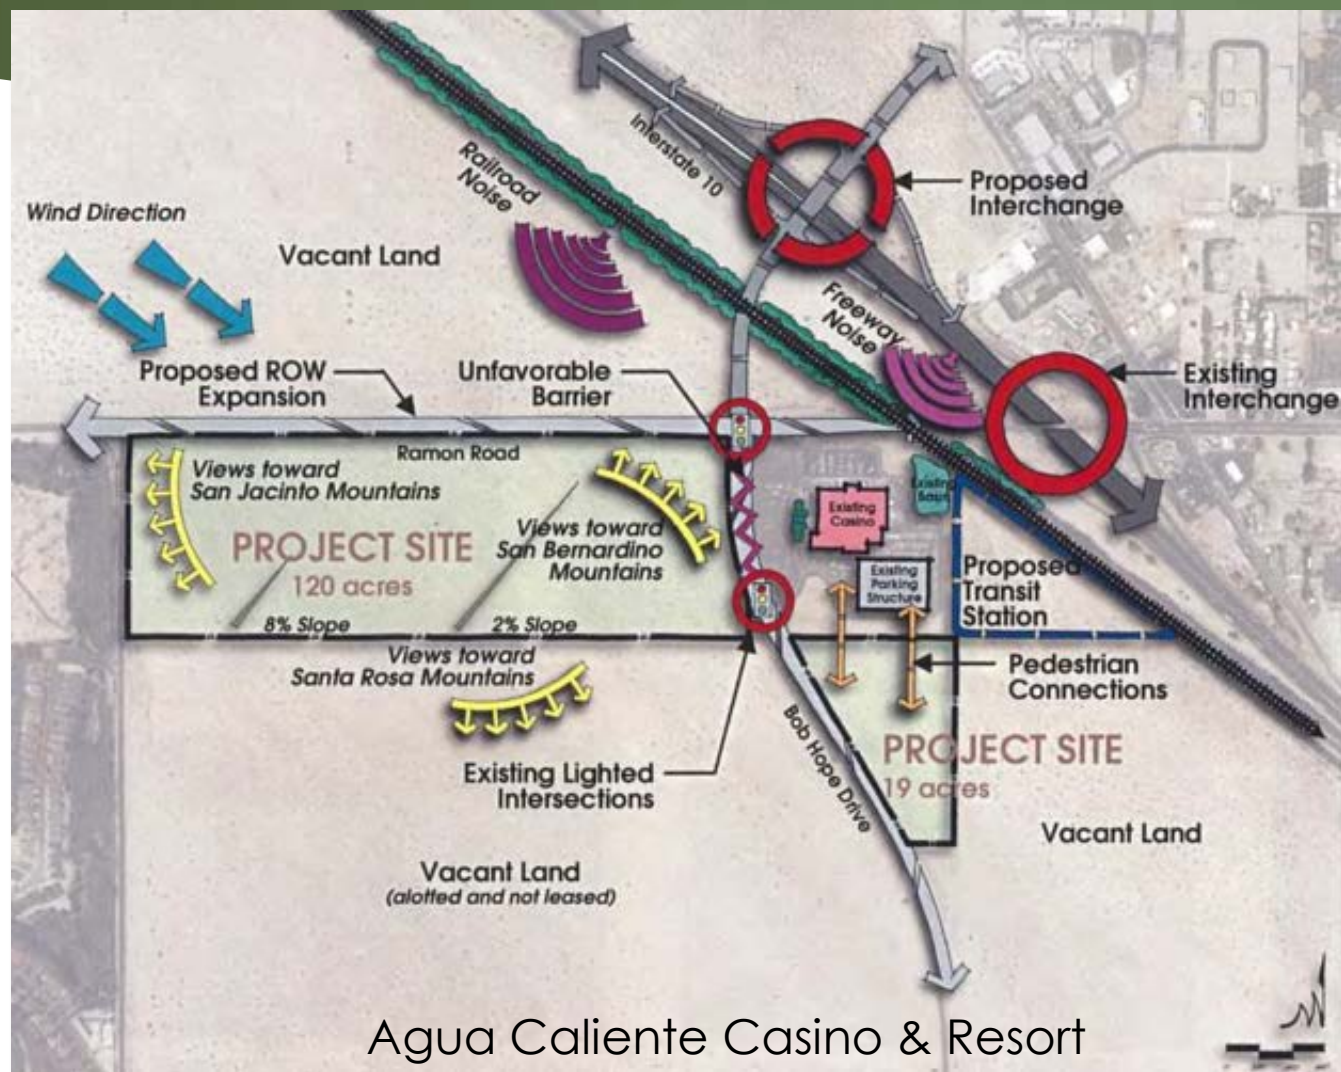 Interstate 10
Railroad
Noise
Proposed
Interchange
Wind Direction
Vacant Land
Freeway
Noise
Proposed ROW
Expansion
Unfavorable
Barrier
Existing
Interchange
Ramon Road
Views toward
San Jacinto Mountains
PROJECT SITE
120 acres
Views toward
San Bernardino
Mountains
Existing
Casino
Existing
Existing
Parking
Structure
Proposed
Transit
Station
8% Slope
2% Slope
Views toward
Santa Rosa Mountains
Pedestrian
Connections
Bob Hope Drive
PROJECT SITE
19 acres
Existing Lighted
Intersections
Vacant Land
Vacant Land
(alotted and not leased)
Agua Caliente Casino & Resort